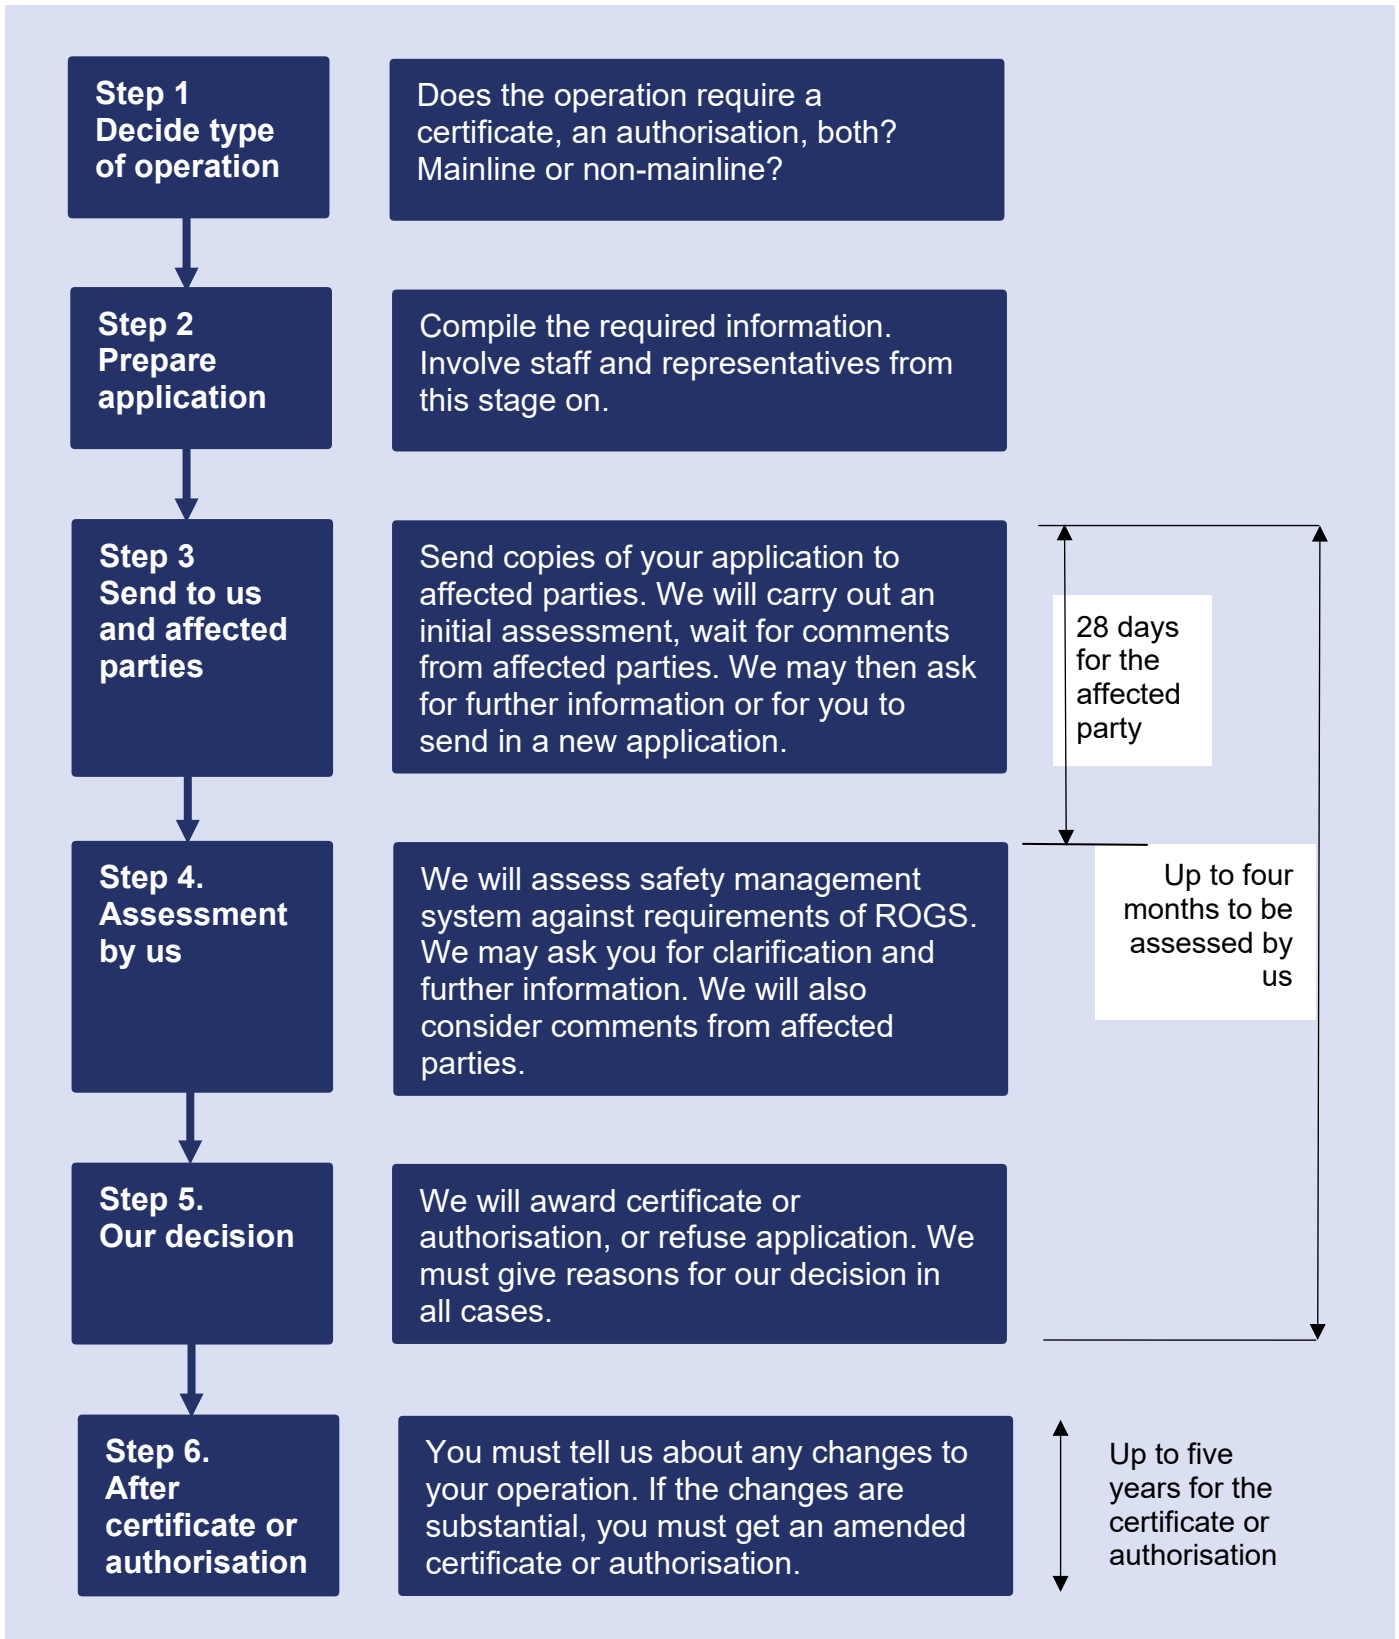 Step 1
Decide type
of operation
Does the operation require a
certificate, an authorisation, both?
Mainline or non-mainline?
Step 2
Prepare
application
Compile the required information.
Involve staff and representatives from
this stage on.
Step 3
Send to us
and affected
parties
Send copies of your application to
affected parties. We will carry out an
initial assessment, wait for comments
from affected parties. We may then ask
for further information or for you to
send in a new application.
28 days
for the
affected
party
Step 4.
Assessment
by us
We will assess safety management
system against requirements of ROGS.
We may ask you for clarification and
further information. We will also
consider comments from affected
parties.
Up to four
months to be
assessed by
us
Step 5.
Our decision
We will award certificate or
authorisation, or refuse application. We
must give reasons for our decision in
all cases.
Step 6.
After
certificate or
authorisation
You must tell us about any changes to
your operation. If the changes are
substantial, you must get an amended
certificate or authorisation.
Up to five
years for the
certificate or
authorisation